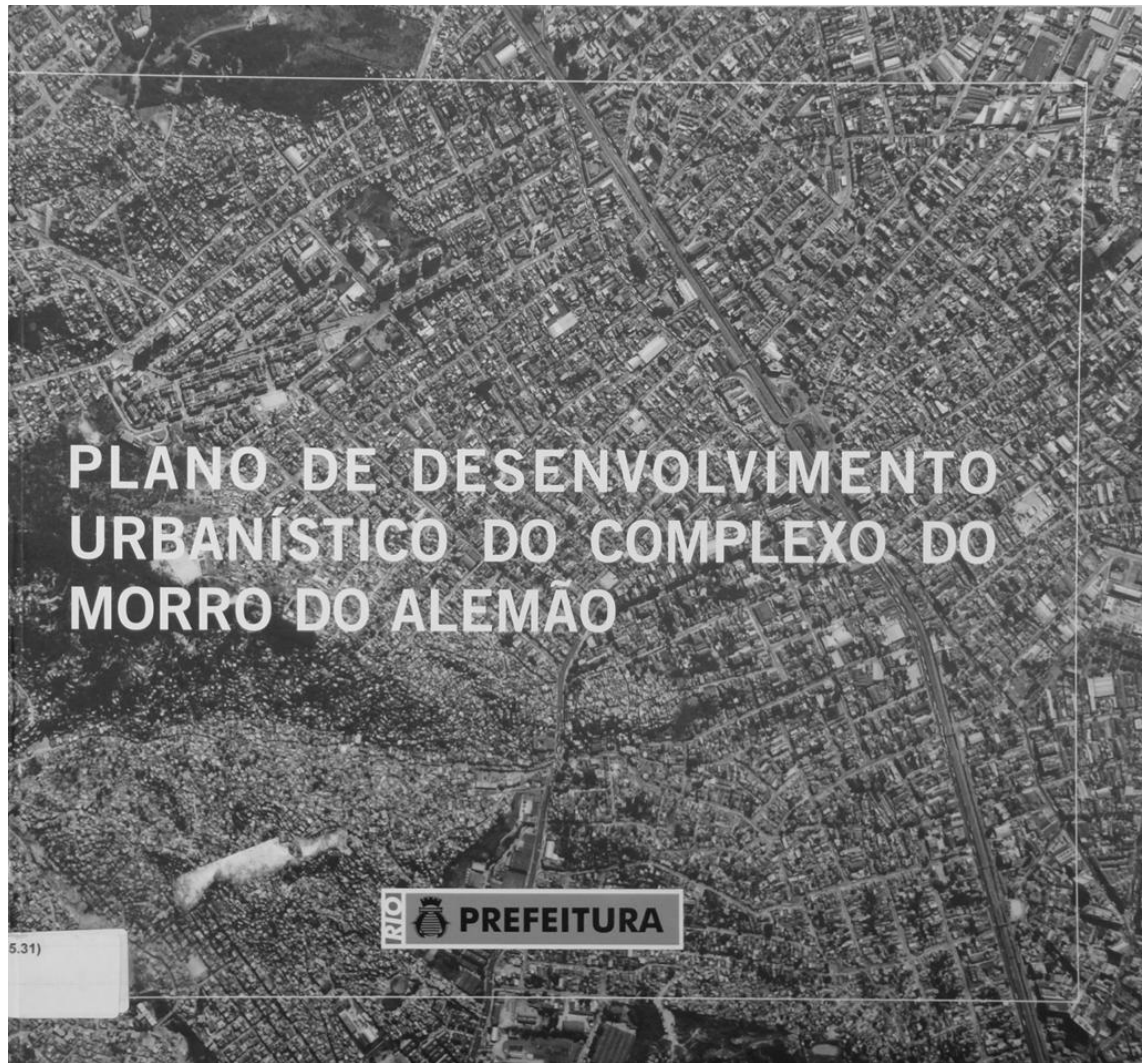 PLANO DE DESENVOLVIMENTO
URBANÍSTICO DO COMPLEXO DO
MORRO DO ALEMÃO
RIO PREFEITURA
5.31)